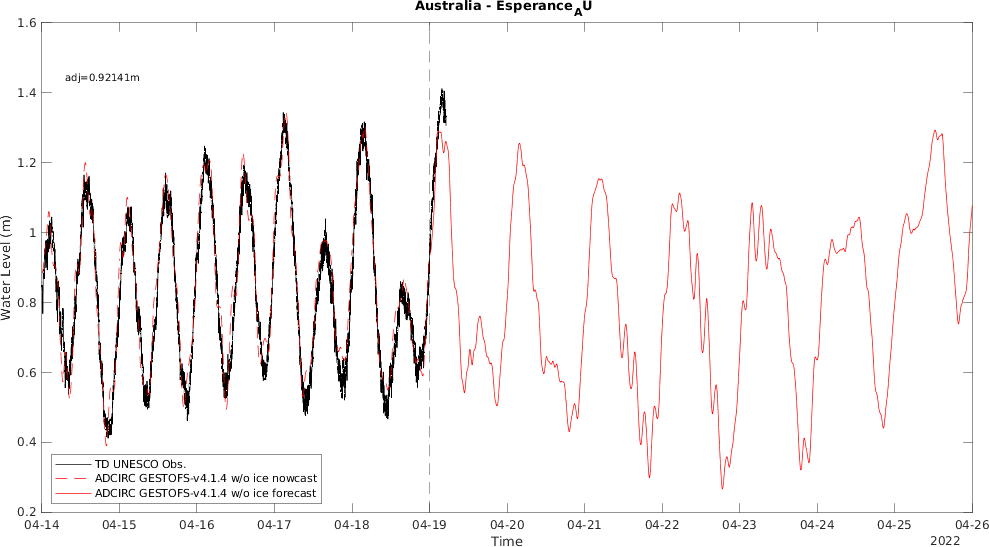 Australia - Esperance_AU
adj=0.92141m
Water Level (m)
1.6
1.4
1.2
1
0.8
0.6
0.4
0.2
TD UNESCO Obs.
ADCIRC GESTOFS-v4.1.4 w/o ice nowcast
ADCIRC GESTOFS-v4.1.4 w/o ice forecast
04-14 04-15 04-16 04-17 04-18 04-19 04-20 04-21 04-22 04-23 04-24 04-25 04-26
Time
2022